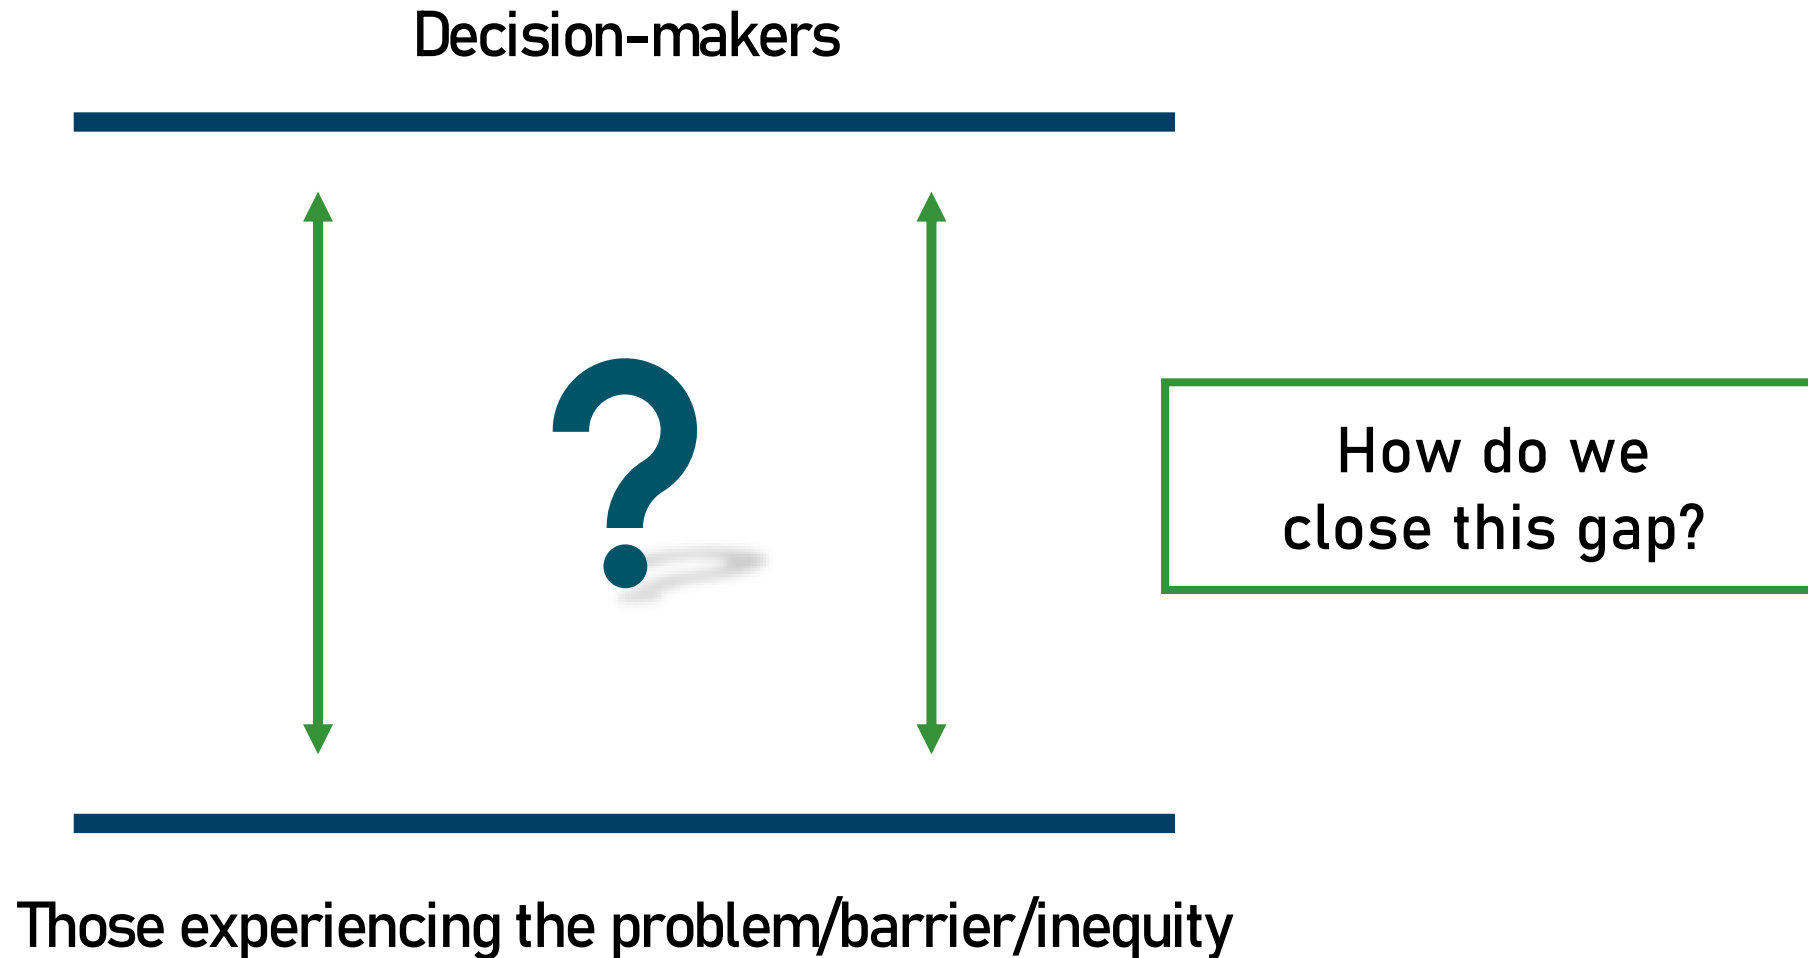 Decision-makers
?
How do we
close this gap?
Those experiencing the problem/barrier/inequity